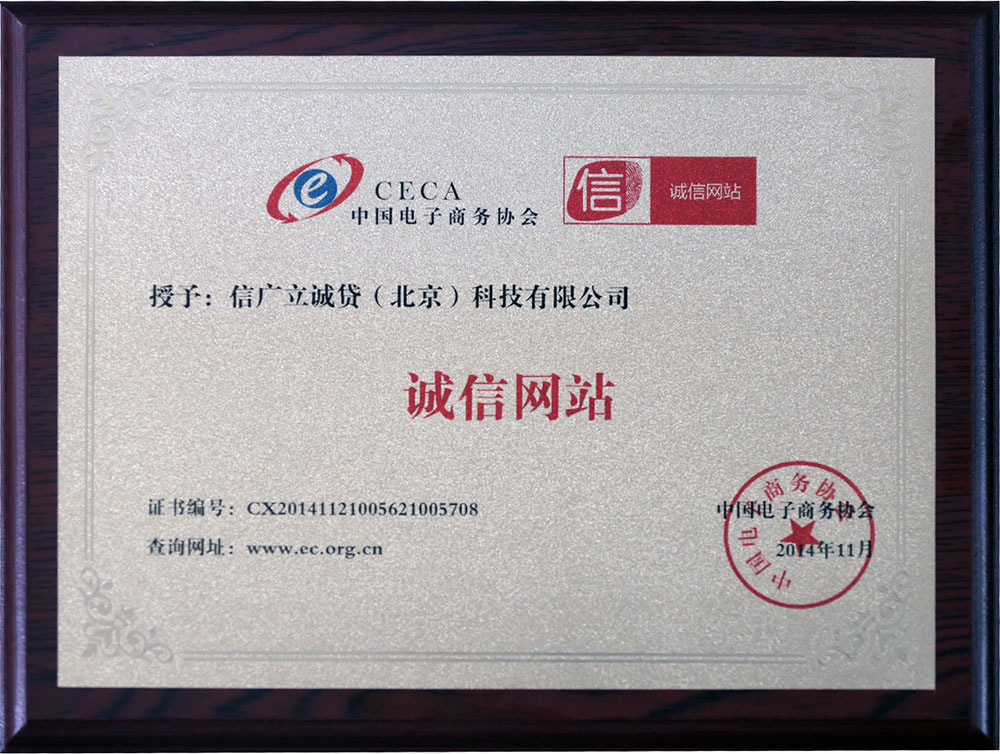 CECA
中国电子商务协会
信
诚信网站
授予：信广立诚贷（北京）科技有限公司
诚信网站
证书编号：CX20141121005621005708
查询网址：www.ec.org.cn
中国电子商务协会
2014年11月
中国电子商务协会